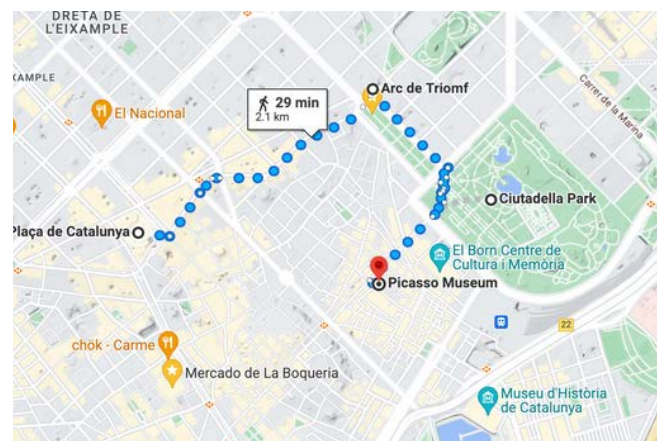 DRETA DE
L'EIXAMPLE
XAMPLE
El Nacional
29 min
2.1 km
Arc de Triomf
Carrer de la Marina
Plaça de Catalunya
Ciutadella Park
El Born Centre de
Cultura i Memòria
Picasso Museum
22
chök - Carme
Mercado de La Boqueria
Museu d'Història
de Catalunya